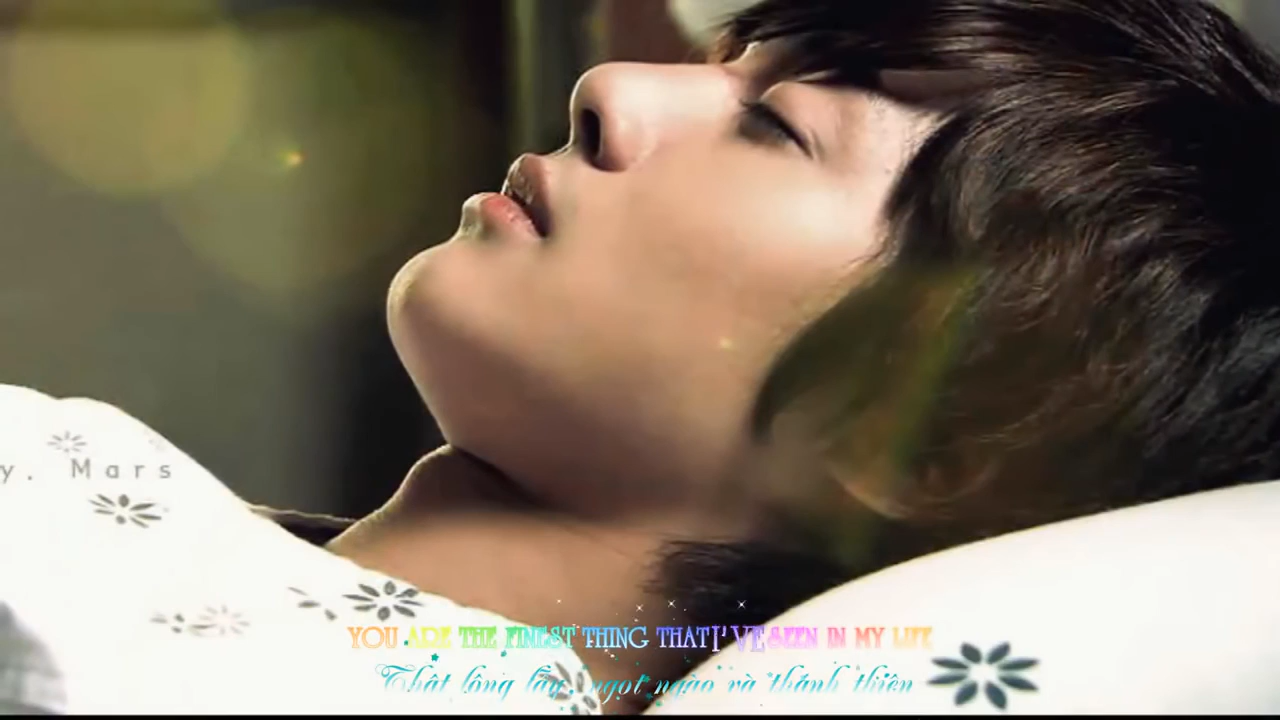 y. Mars
YOU ARE THE FINEST THING THAT I'VE SEEN IN MY LIFE
Thật lộng lẫy, ngọt ngào và thánh thiện